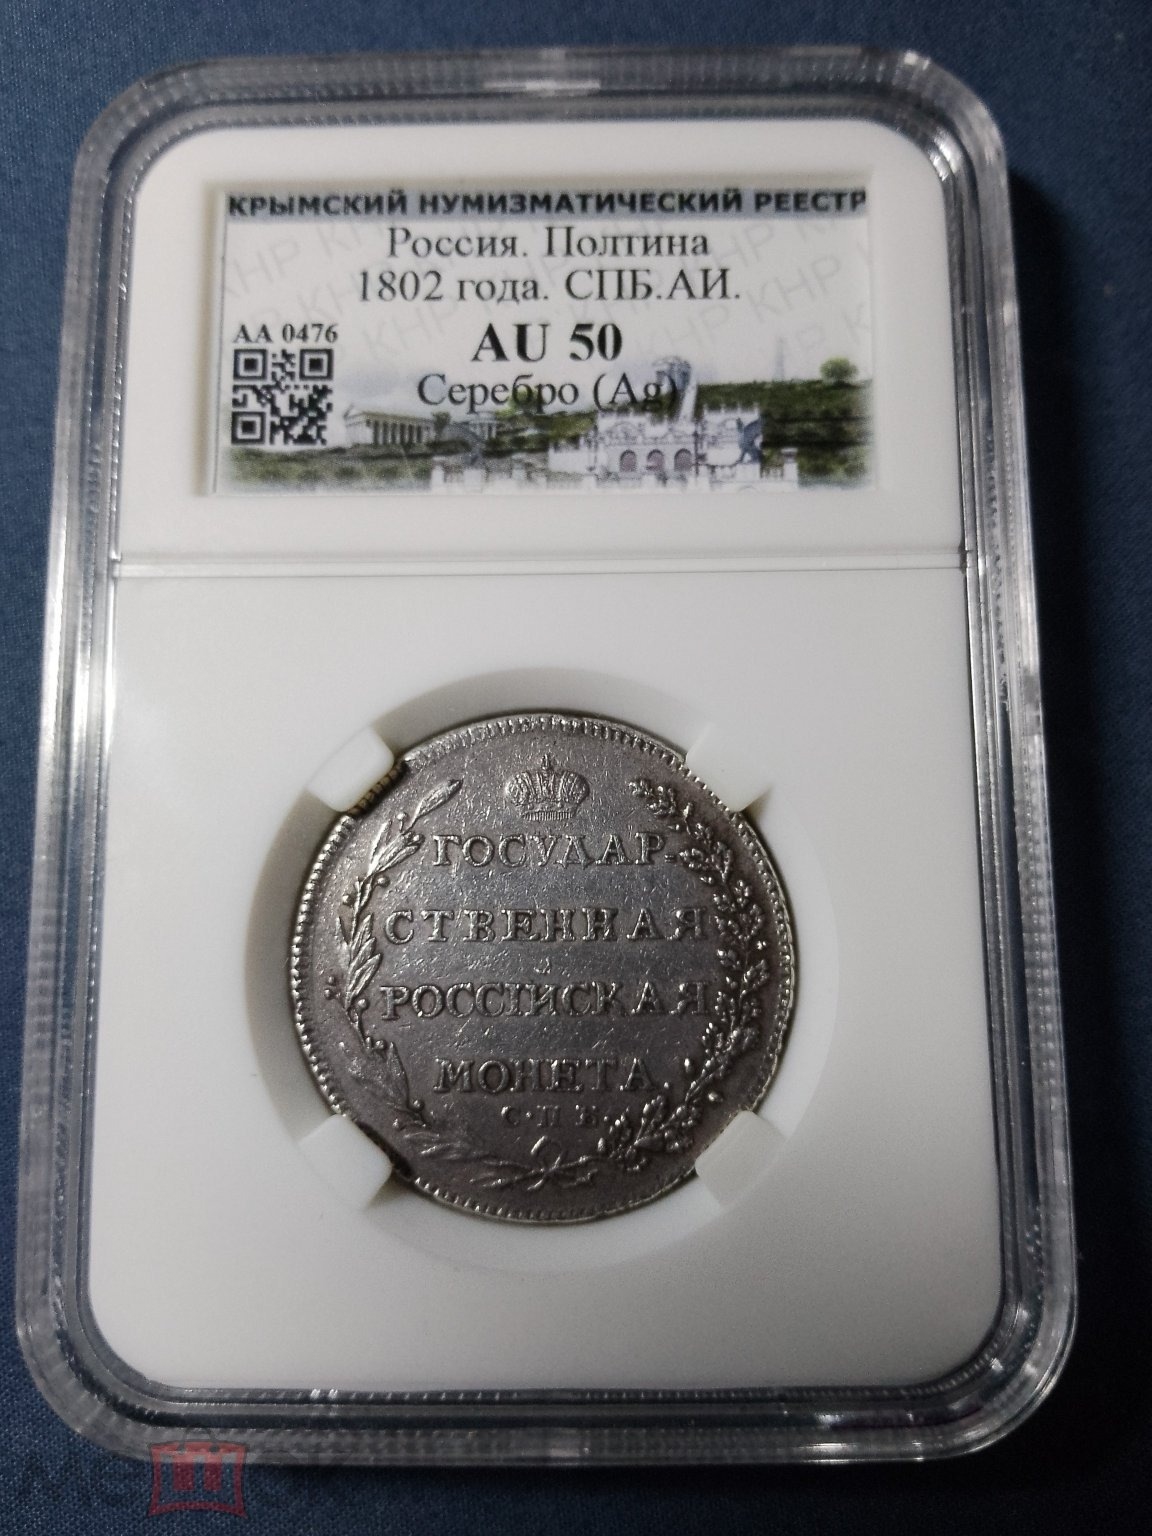 КРЫМСКИЙ НУМИЗМАТИЧЕСКИЙ РЕЕСТР
Россия. Полтина
1802 года. СПБ.АИ.
АА 0476
AU 50
Серебро (Ag)
ГОСУДАР-
СТВЕННАЯ
РОССІЙСКАЯ
МОНЕТА
С·П·Б·